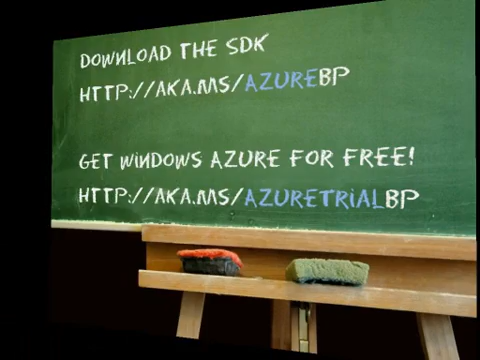 DOWNLOAD THE SDK
HTTP://AKA.MS/AZUREBP
GET WINDOWS AZURE FOR FREE!
HTTP://AKA.MS/AZURETRIALBP